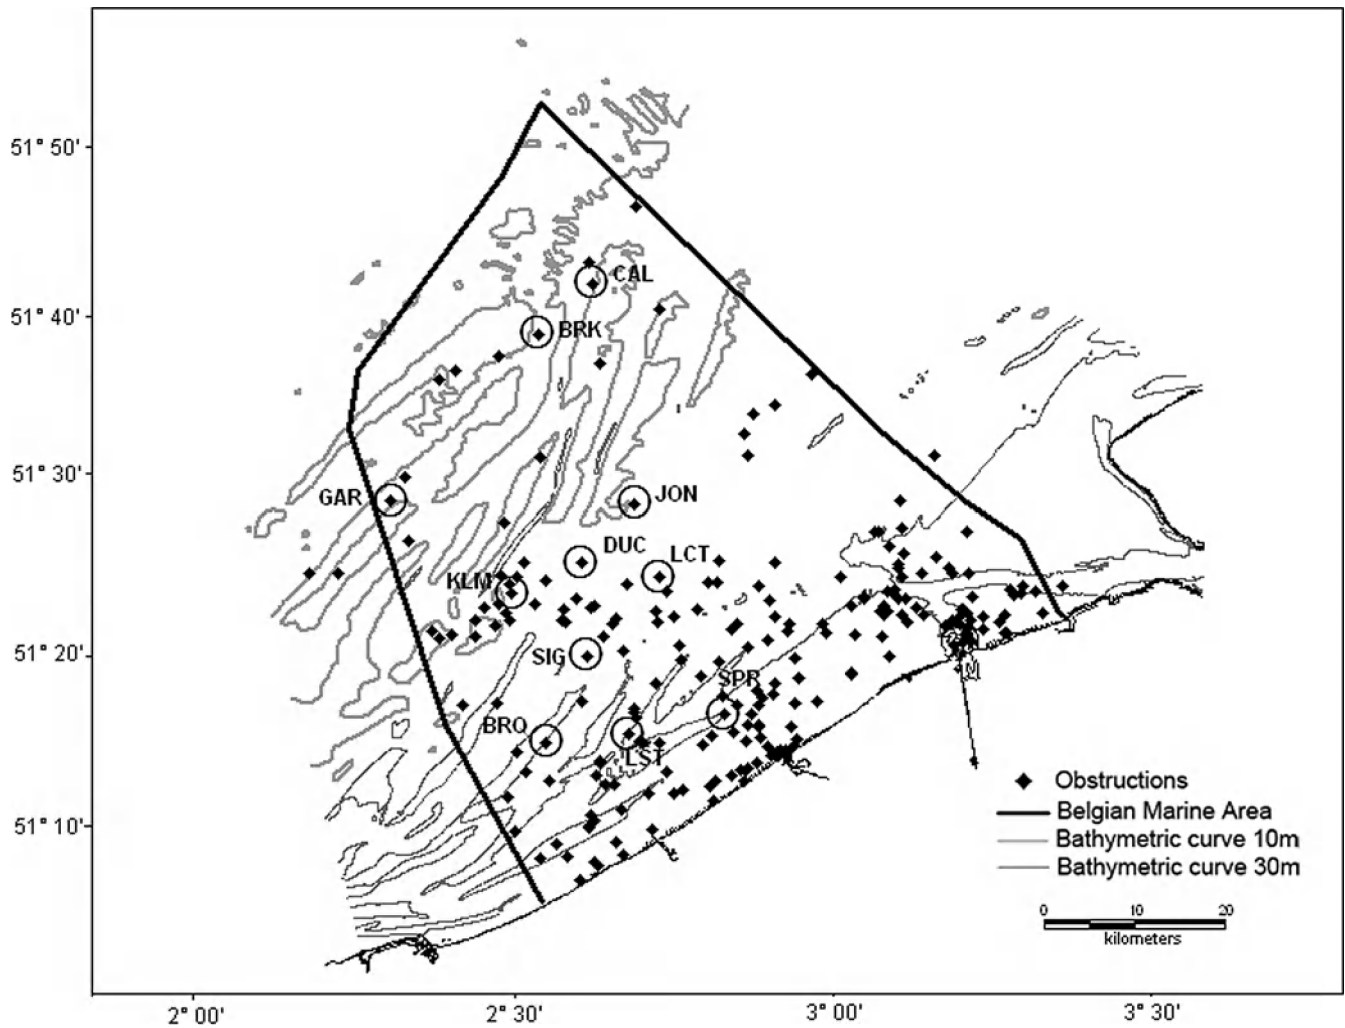 51° 50'
CAL
51° 40'
BRK
51° 30'
GAR
JON
DUC
LCT
KLM
51° 20'
SIG
SPR
BRQ
LST
Obstructions
Belgian Marine Area
51° 10'
Bathymetric curve 10m
Bathymetric curve 30m
0 10 20
kilometers
2° 00' 2° 30' 3° 00' 3° 30'